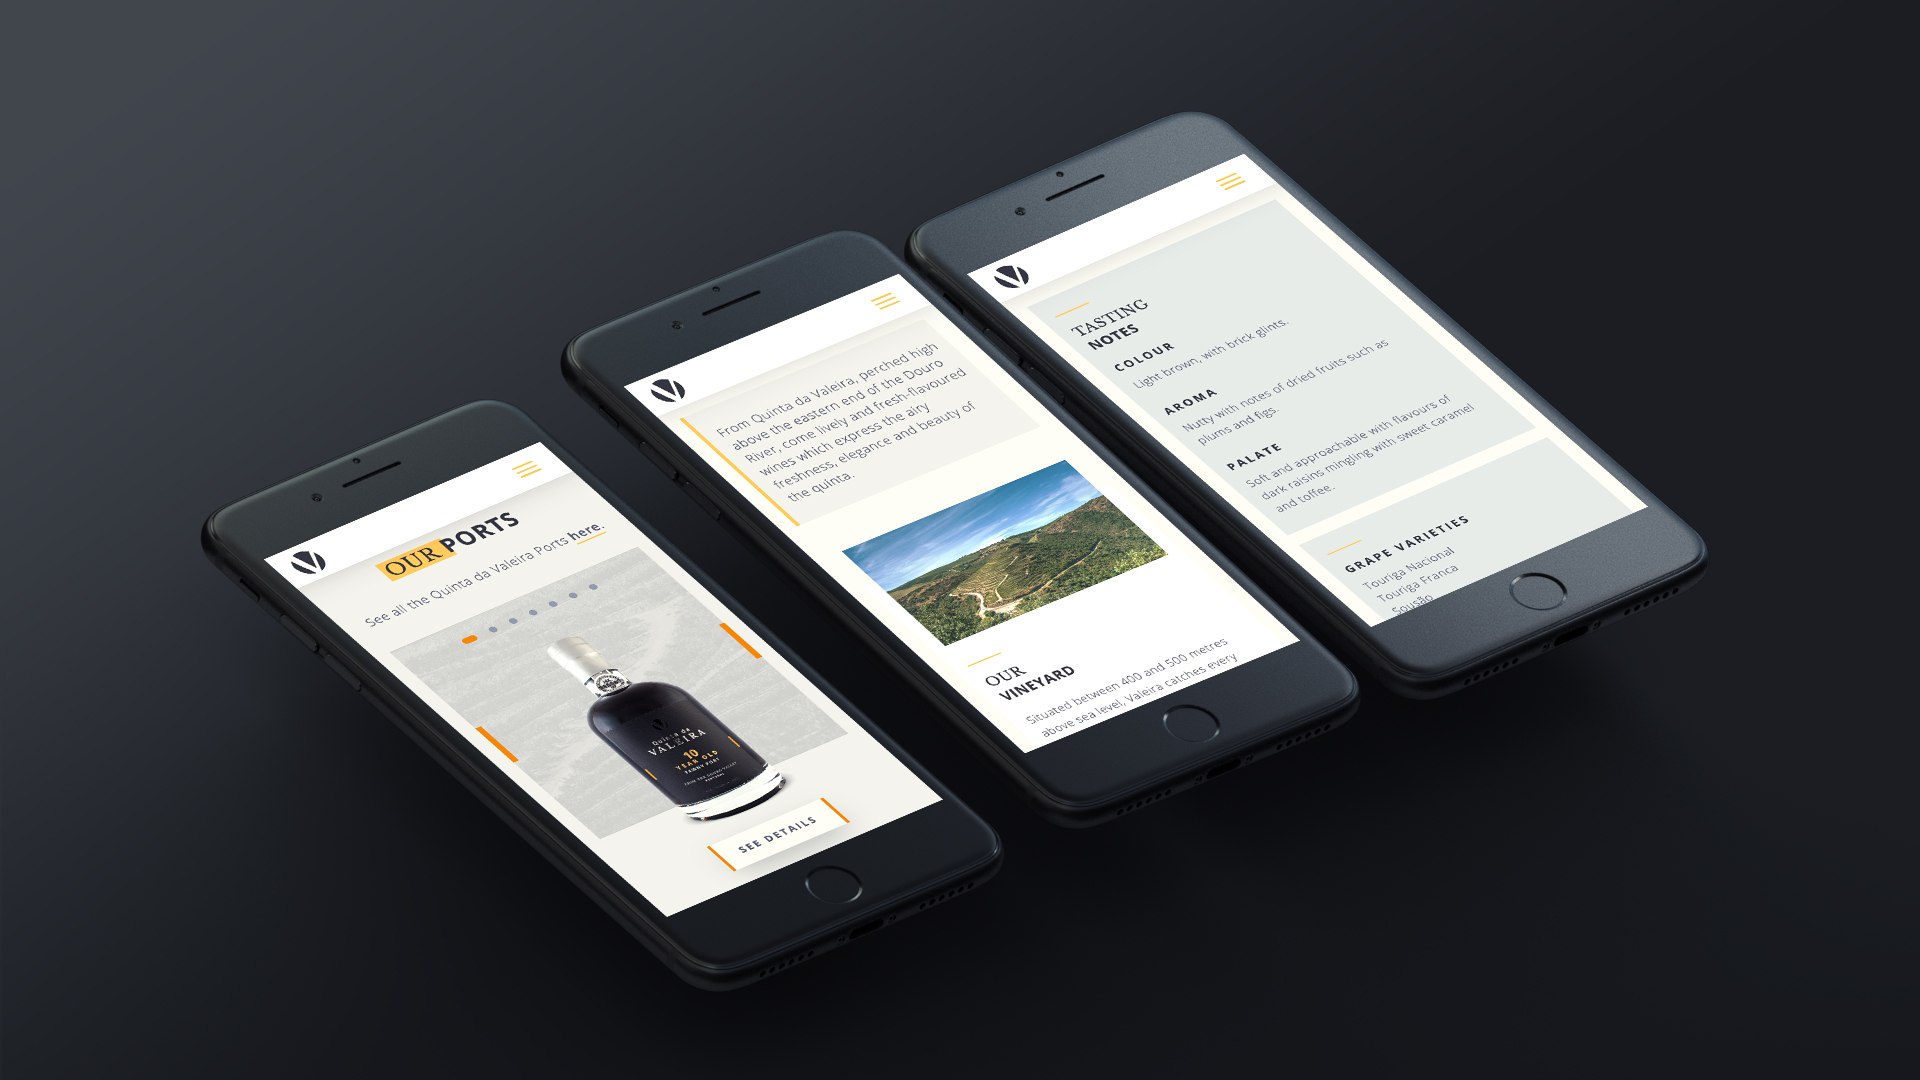 OUR PORTS
See all the Quinta da Valeira Ports here.
Quinta da
VALEIRA
10
YEAR OLD
TAWNY PORT
SEE DETAILS
From Quinta da Valeira, perched high
above the eastern end of the Douro
River, come lively and fresh-flavoured
wines which express the airy
freshness, elegance and beauty of
the quinta.
OUR
VINEYARD
Situated between 400 and 500 metres
above sea level, Valeira catches every
TASTING
NOTES
COLOUR
Light brown, with brick glints.
AROMA
Nutty with notes of dried fruits such as
plums and figs.
PALATE
Soft and approachable with flavours of
dark raisins mingling with sweet caramel
and toffee.
GRAPE VARIETIES
Touriga Nacional
Touriga Franca
Sousão